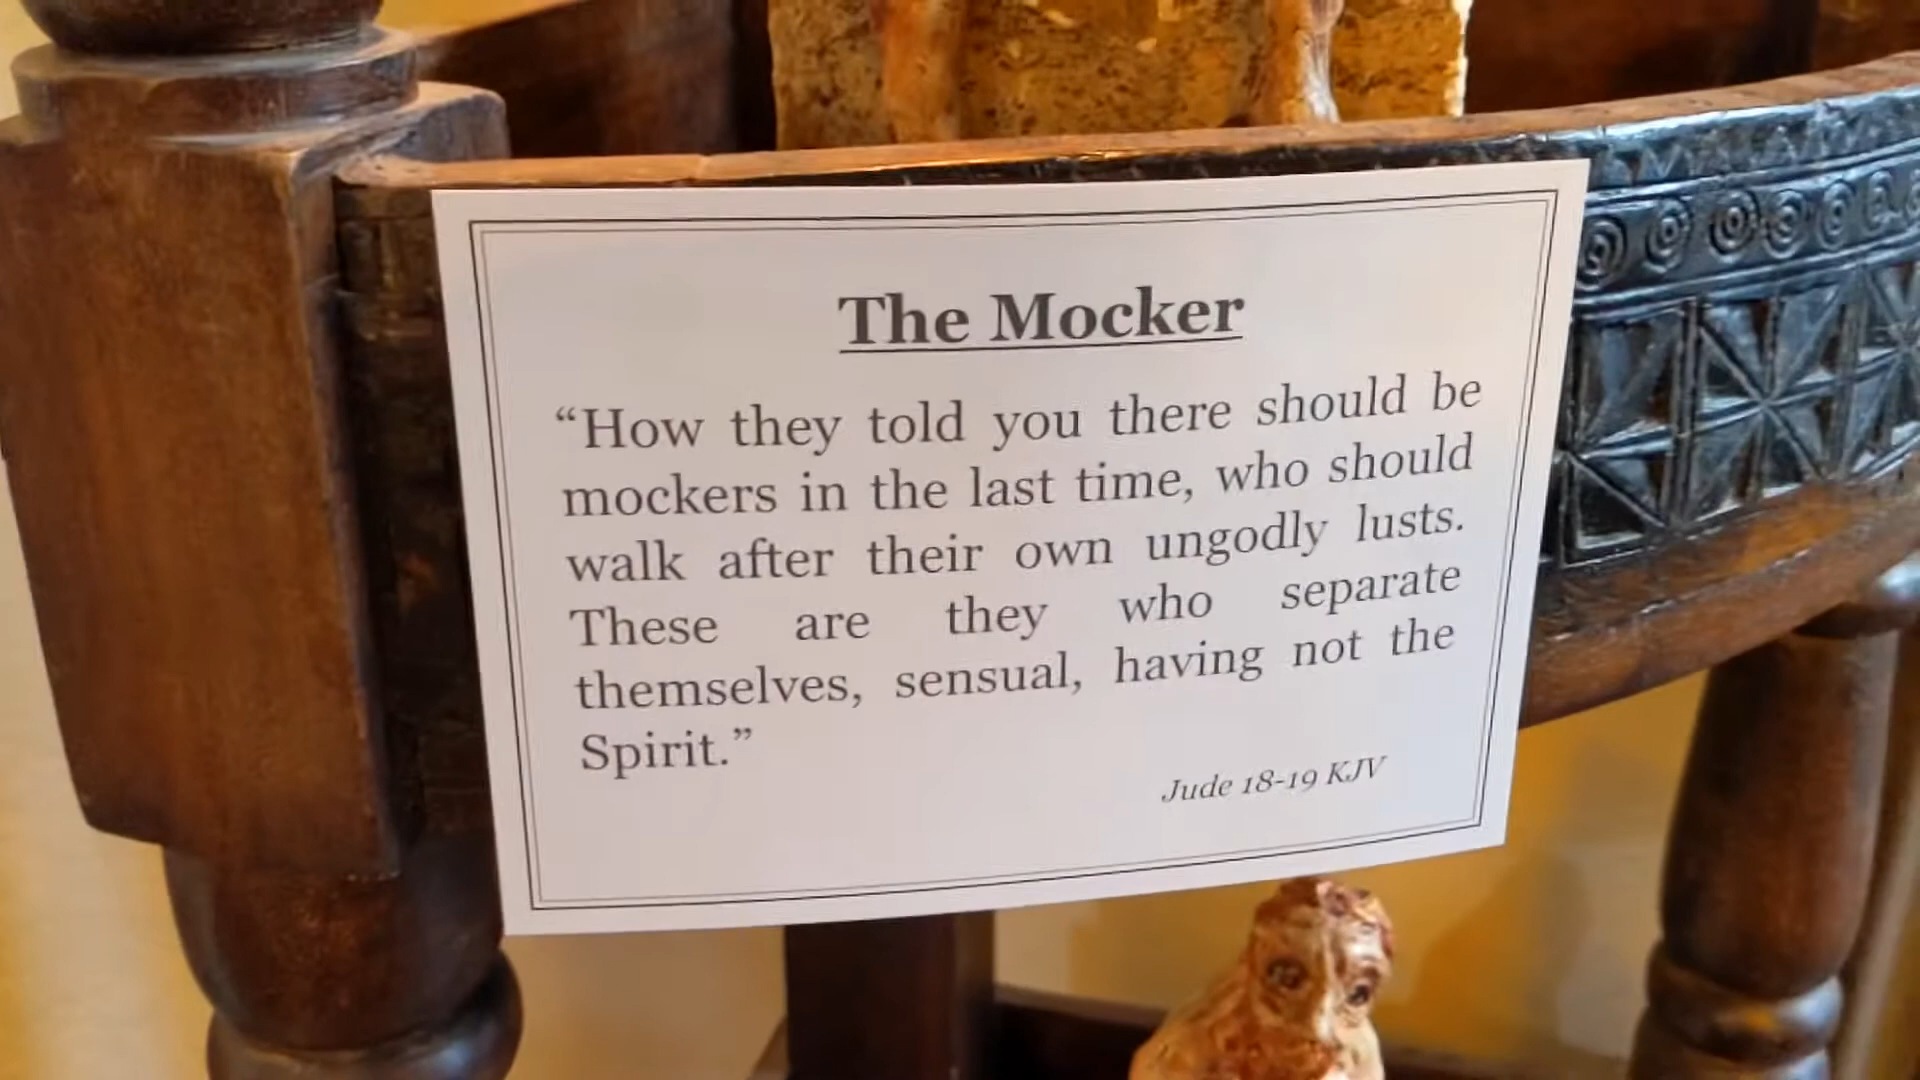 The Mocker
“How they told you there should be
mockers in the last time, who should
walk after their own ungodly lusts.
These are they who separate
themselves, sensual, having not the
Spirit.”
Jude 18-19 KJV